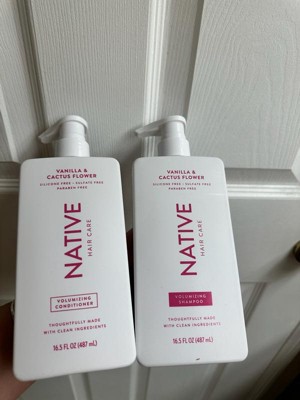 VANILLA &
CACTUS FLOWER
SILICONE FREE • SULFATE FREE
PARABEN FREE
NATIVE
HAIR CARE
VOLUMIZING
CONDITIONER
THOUGHTFULLY MADE
WITH CLEAN INGREDIENTS
16.5 FL OZ (487 mL)
VANILLA &
CACTUS FLOWER
SILICONE FREE • SULFATE FREE
PARABEN FREE
NATIVE
HAIR CARE
VOLUMIZING
SHAMPOO
THOUGHTFULLY MADE
WITH CLEAN INGREDIENTS
16.5 FL OZ (487 mL)